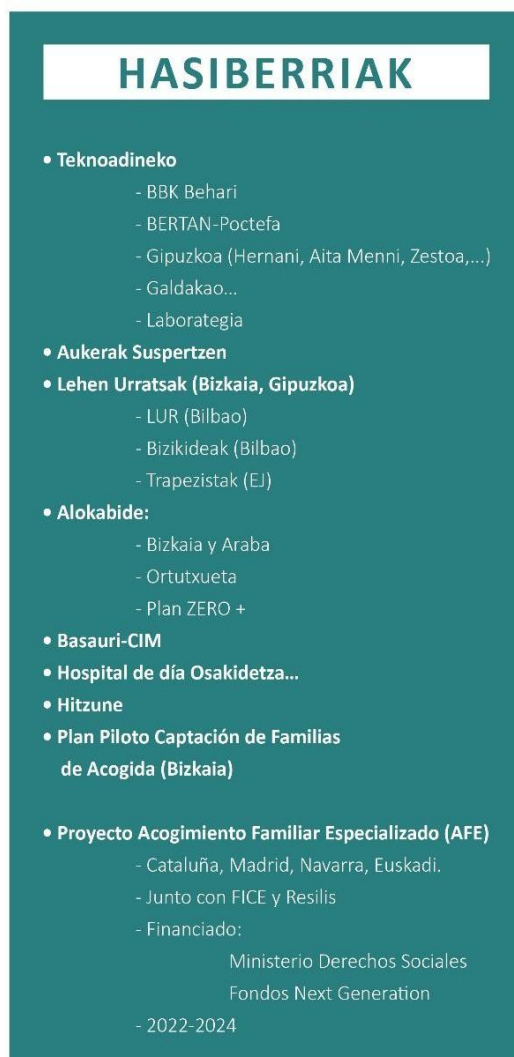 HASIBERRIAK
• Teknoadineko
- BBK Behari
- BERTAN-Poctefa
- Gipuzkoa (Hernani, Aita Menni, Zestoa,...)
- Galdakao...
- Laborategia
• Aukerak Suspertzen
• Lehen Urratsak (Bizkaia, Gipuzkoa)
- LUR (Bilbao)
- Bizikideak (Bilbao)
- Trapezistak (EJ)
• Alokabide:
- Bizkaia y Araba
- Ortutxueta
- Plan ZERO +
• Basauri-CIM
• Hospital de día Osakidetza...
• Hitzune
• Plan Piloto Captación de Familias
de Acogida (Bizkaia)
• Proyecto Acogimiento Familiar Especializado (AFE)
- Cataluña, Madrid, Navarra, Euskadi.
- Junto con FICE y Resilis
- Financiado:
Ministerio Derechos Sociales
Fondos Next Generation
- 2022-2024